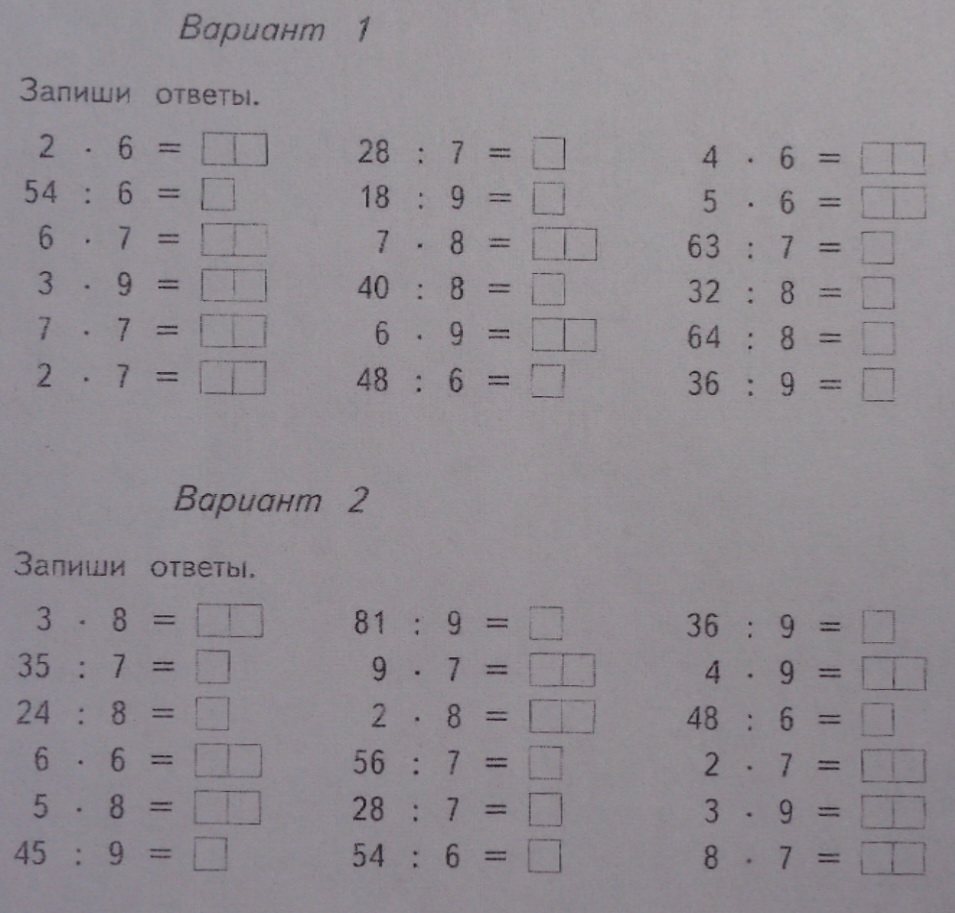 Вариант 1
Запиши ответы.
2 · 6 =
28 : 7 =
4 · 6 =
54 : 6 =
18 : 9 =
5 · 6 =
6 · 7 =
7 · 8 =
63 : 7 =
3 · 9 =
40 : 8 =
32 : 8 =
7 · 7 =
6 · 9 =
64 : 8 =
2 · 7 =
48 : 6 =
36 : 9 =
Вариант 2
Запиши ответы.
3 · 8 =
81 : 9 =
36 : 9 =
35 : 7 =
9 · 7 =
4 · 9 =
24 : 8 =
2 · 8 =
48 : 6 =
6 · 6 =
56 : 7 =
2 · 7 =
5 · 8 =
28 : 7 =
3 · 9 =
45 : 9 =
54 : 6 =
8 · 7 =